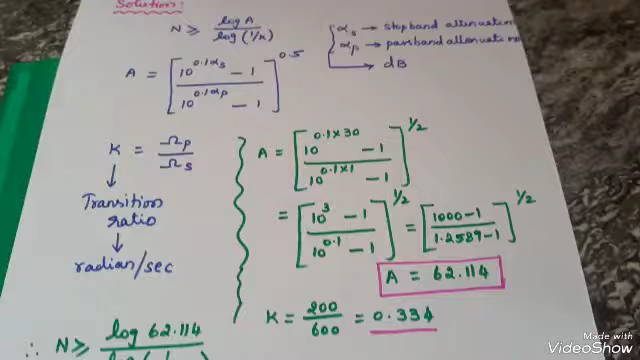 Solution:
N ≥ log A / log (1/k)
αs → stopband attenuation
αp → passband attenuation
→ dB
A = [ (10^0.1αs − 1) / (10^0.1αp − 1) ]^0.5
K = Ωp / Ωs
↓
Transition
ratio
↓
radian/sec
A = [ (10^0.1×30 − 1) / (10^0.1×1 − 1) ]^1/2
= [ (10^3 − 1) / (10^0.1 − 1) ]^1/2 = [ (1000−1) / (1.2589−1) ]^1/2
A = 62.114
K = 200/600 = 0.334
∴ N ≥ log 62.114
Made with
VideoShow